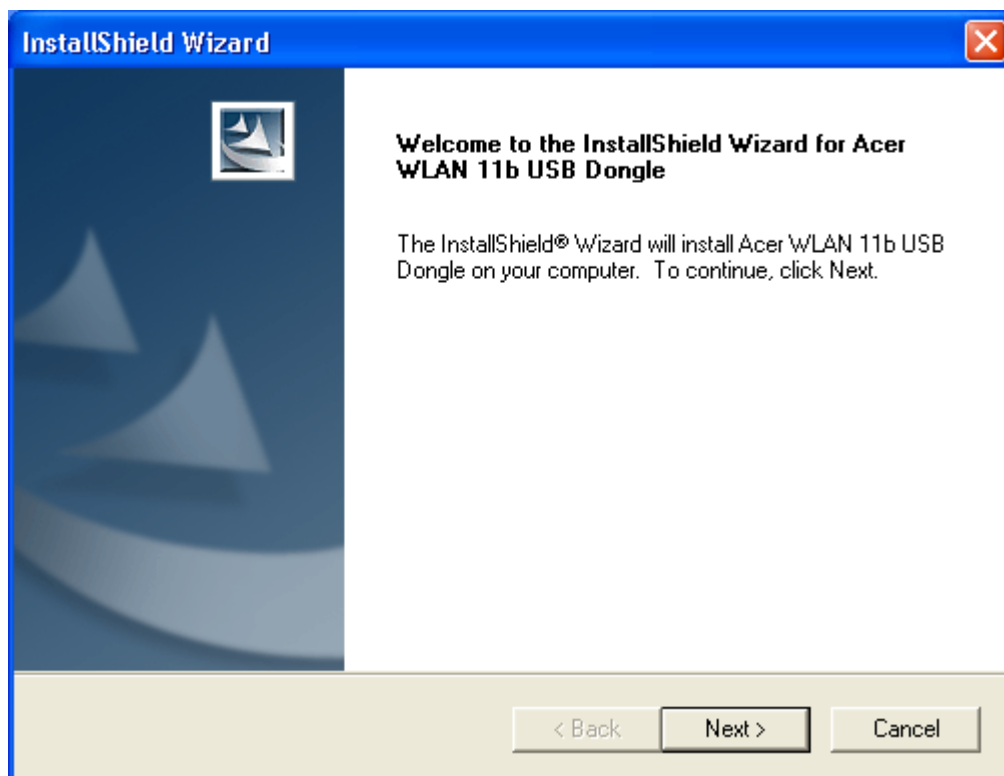 InstallShield Wizard
Welcome to the InstallShield Wizard for Acer
WLAN 11b USB Dongle
The InstallShield® Wizard will install Acer WLAN 11b USB
Dongle on your computer.  To continue, click Next.
< Back
Next >
Cancel